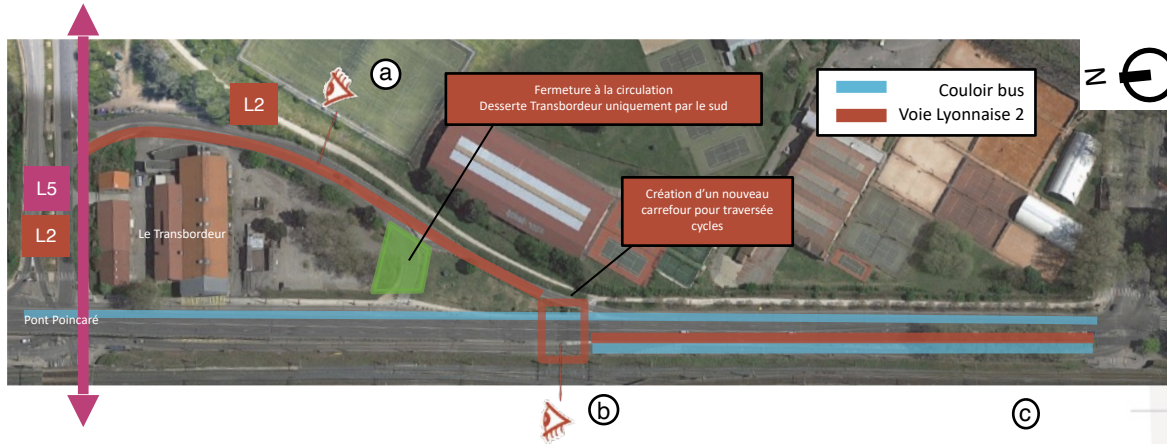 a
L2
Fermeture à la circulation
Desserte Transbordeur uniquement par le sud
Couloir bus
Voie Lyonnaise 2
N
L5
L2
Le Transbordeur
Création d'un nouveau
carrefour pour traversée
cycles
Pont Poincaré
b
c